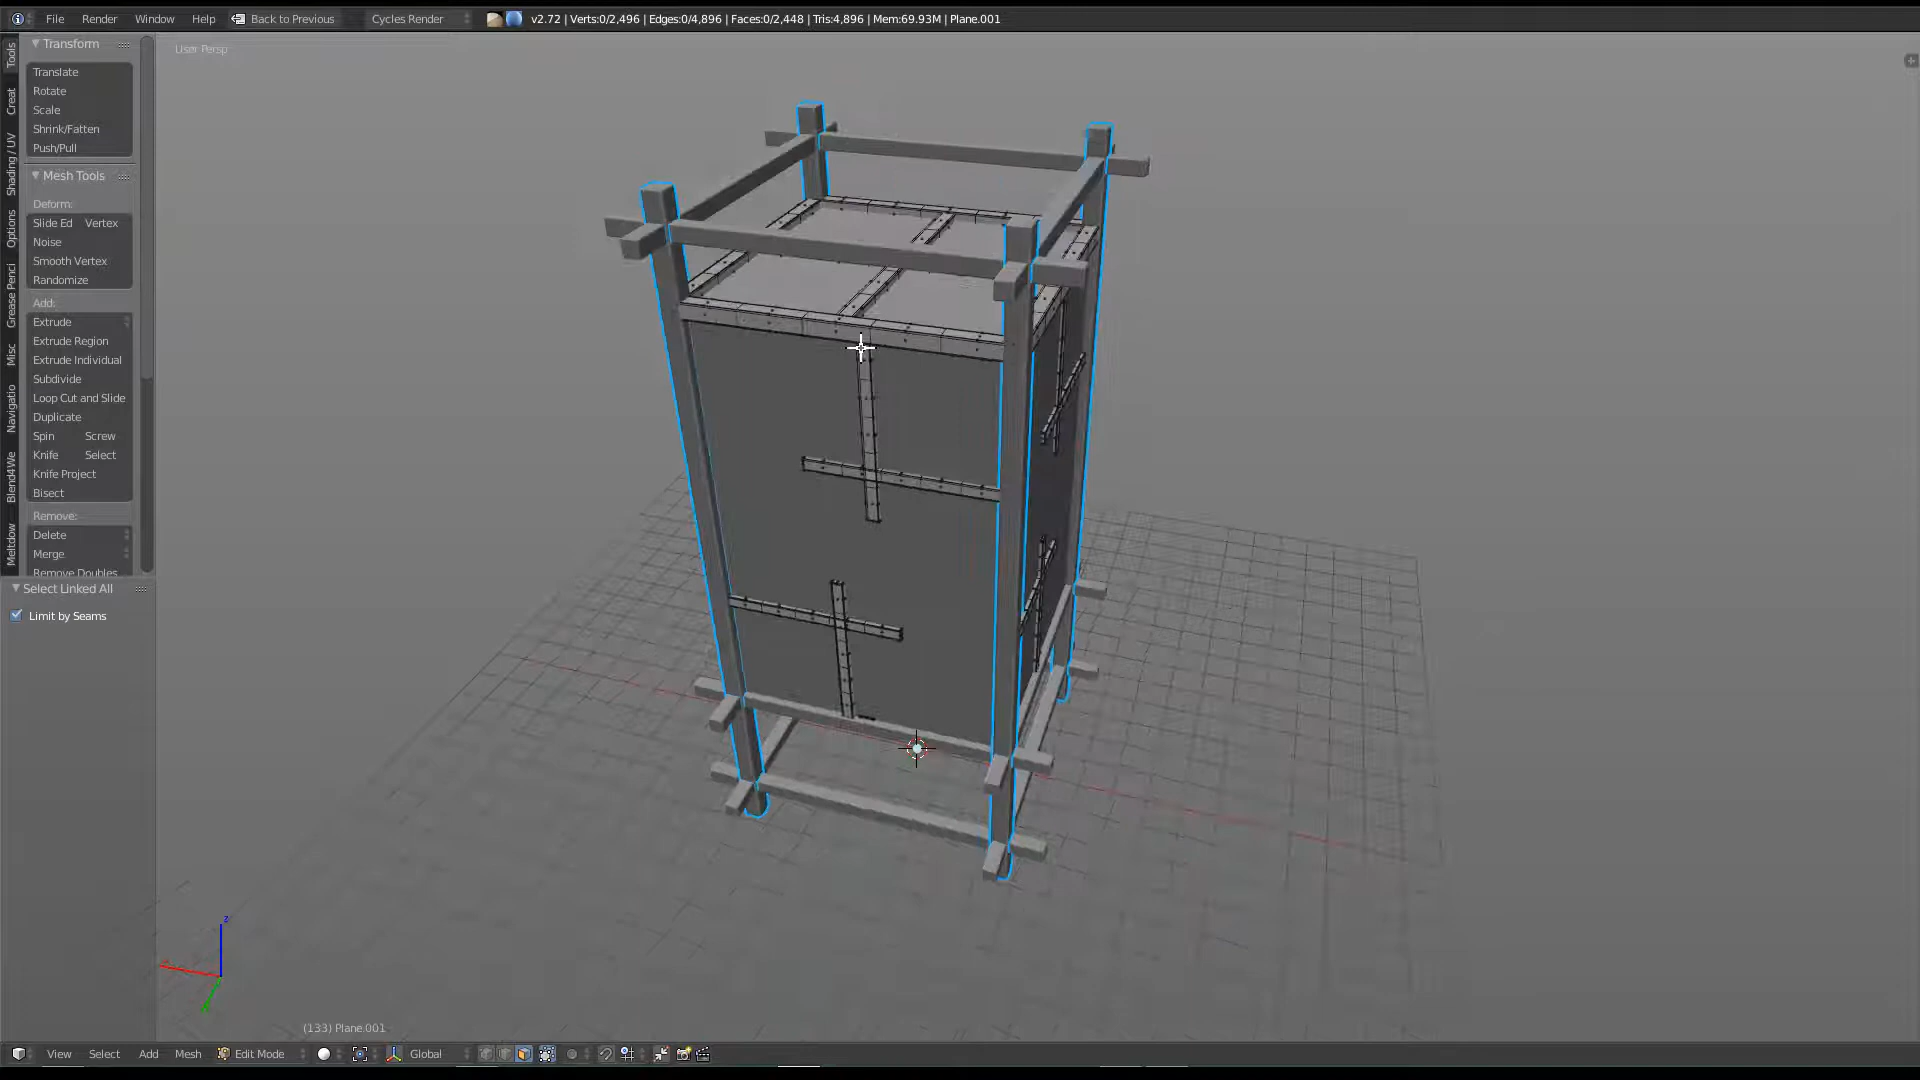 File Render Window Help Back to Previous Cycles Render v2.72 | Verts:0/2,496 | Edges:0/4,896 | Faces:0/2,448 | Tris:4,896 | Mem:69.93M | Plane.001
Tools
Creat
Shading / UV
Options
Grease Penci
Misc
Navigatio
Blend4We
Meltdow
Transform
Translate
Rotate
Scale
Shrink/Fatten
Push/Pull
Mesh Tools
Deform:
Slide Ed Vertex
Noise
Smooth Vertex
Randomize
Add:
Extrude
Extrude Region
Extrude Individual
Subdivide
Loop Cut and Slide
Duplicate
Spin Screw
Knife Select
Knife Project
Bisect
Remove:
Delete
Merge
Remove Doubles
Select Linked All
Limit by Seams
User Persp
z
(133) Plane.001
View Select Add Mesh Edit Mode Global